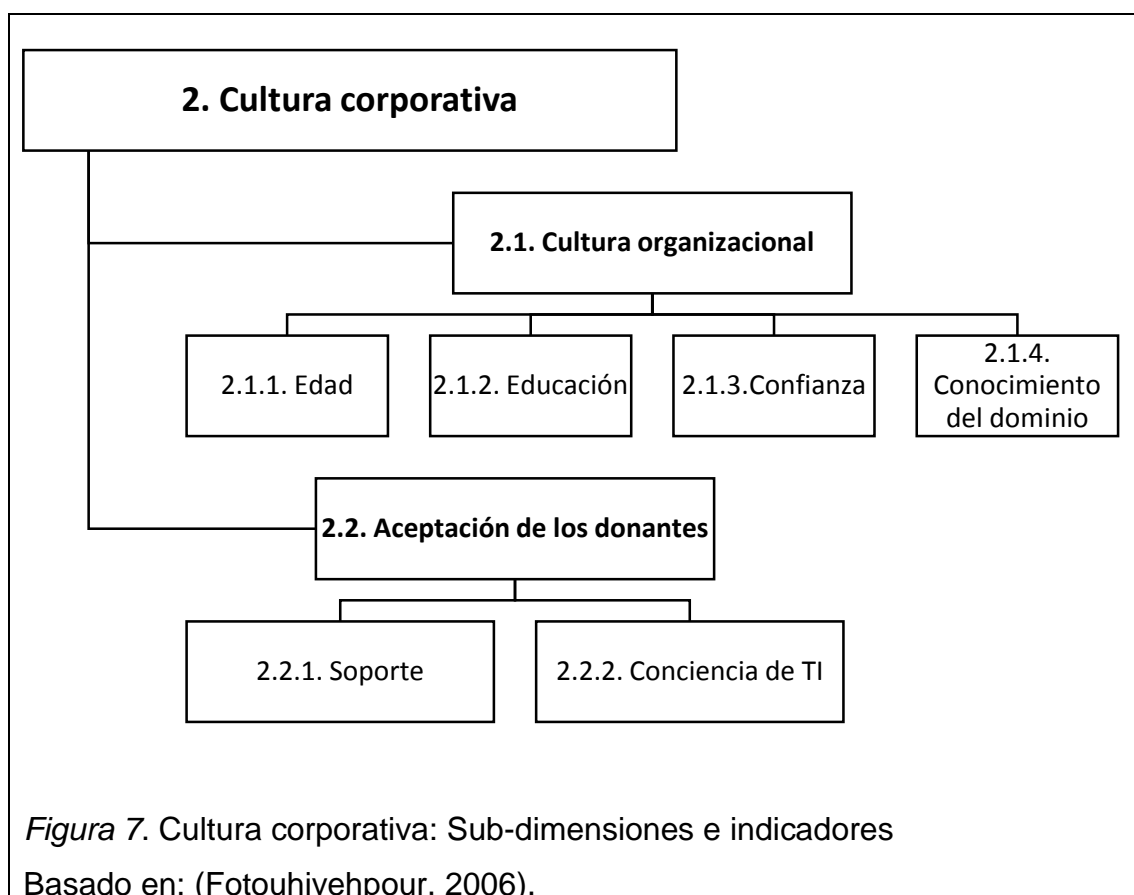 2. Cultura corporativa
2.1. Cultura organizacional
2.1.1. Edad
2.1.2. Educación
2.1.3.Confianza
2.1.4.
Conocimiento
del dominio
2.2. Aceptación de los donantes
2.2.1. Soporte
2.2.2. Conciencia de TI
Figura 7. Cultura corporativa: Sub-dimensiones e indicadores
Basado en: (Fotouhiyehpour, 2006).